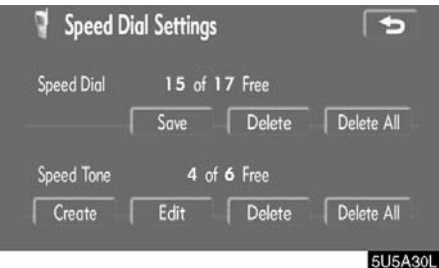 Speed Dial Settings
Speed Dial 15 of 17 Free
Save Delete Delete All
Speed Tone 4 of 6 Free
Create Edit Delete Delete All
5U5A30L